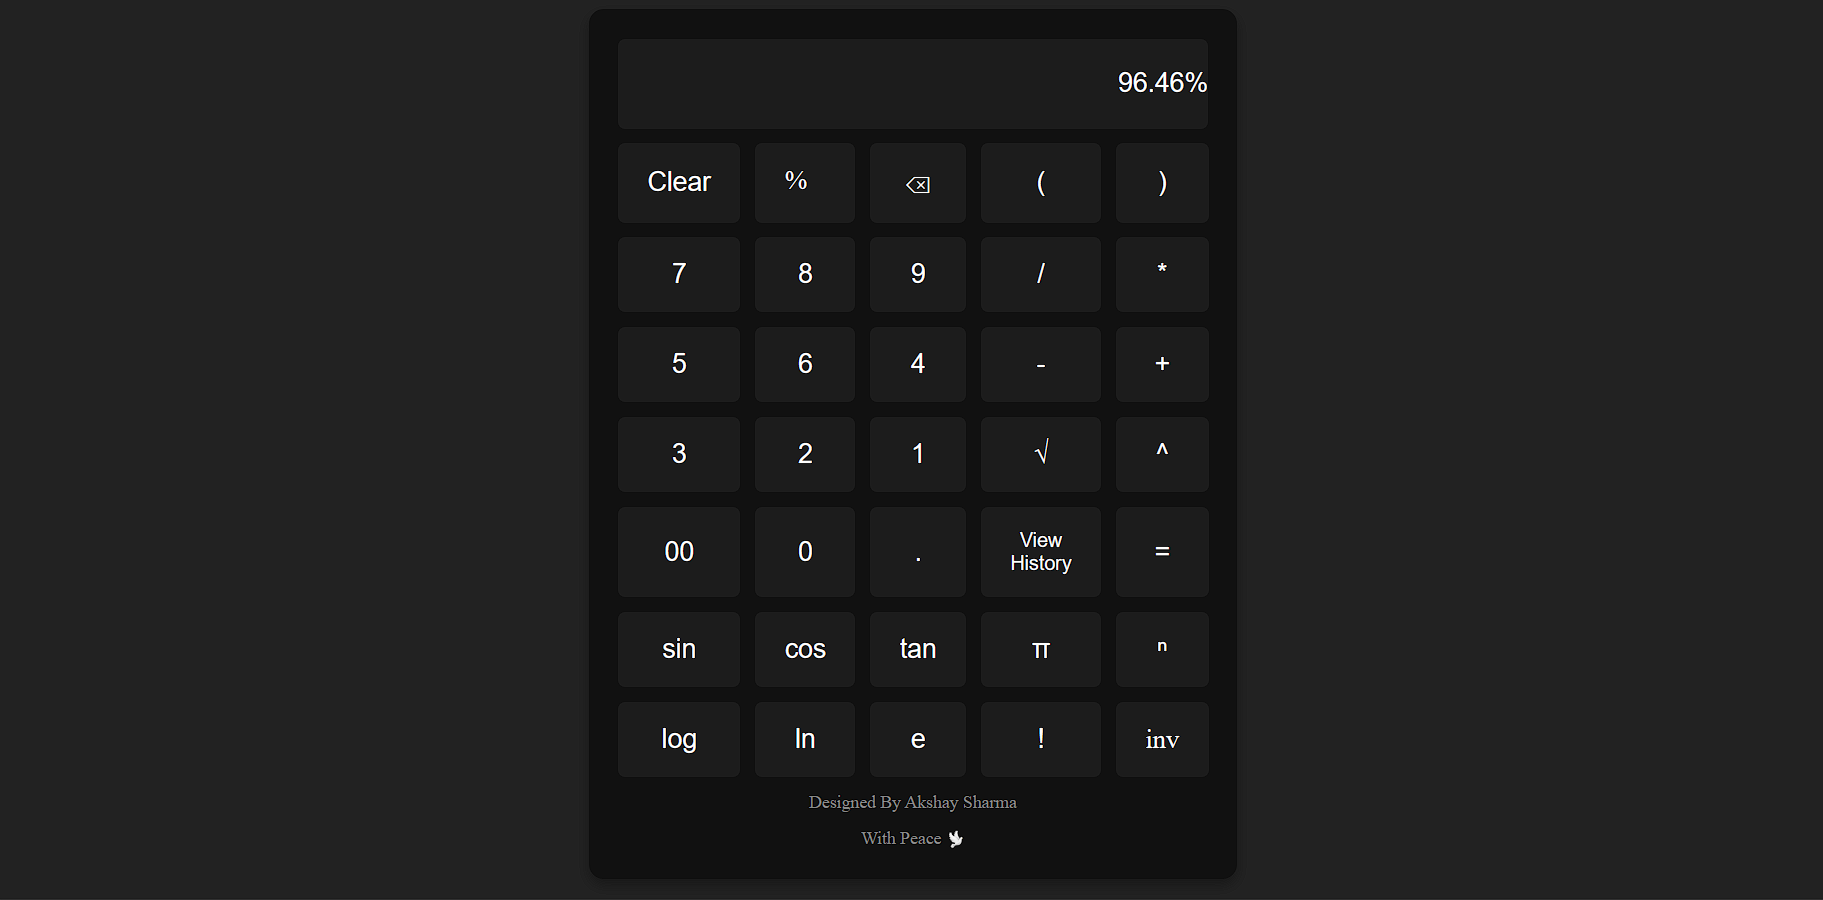 96.46%
Clear % ⌫ ( )
7 8 9 / *
5 6 4 - +
3 2 1 √ ^
00 0 . View History =
sin cos tan π ⁿ
log ln e ! inv
Designed By Akshay Sharma
With Peace 🕊